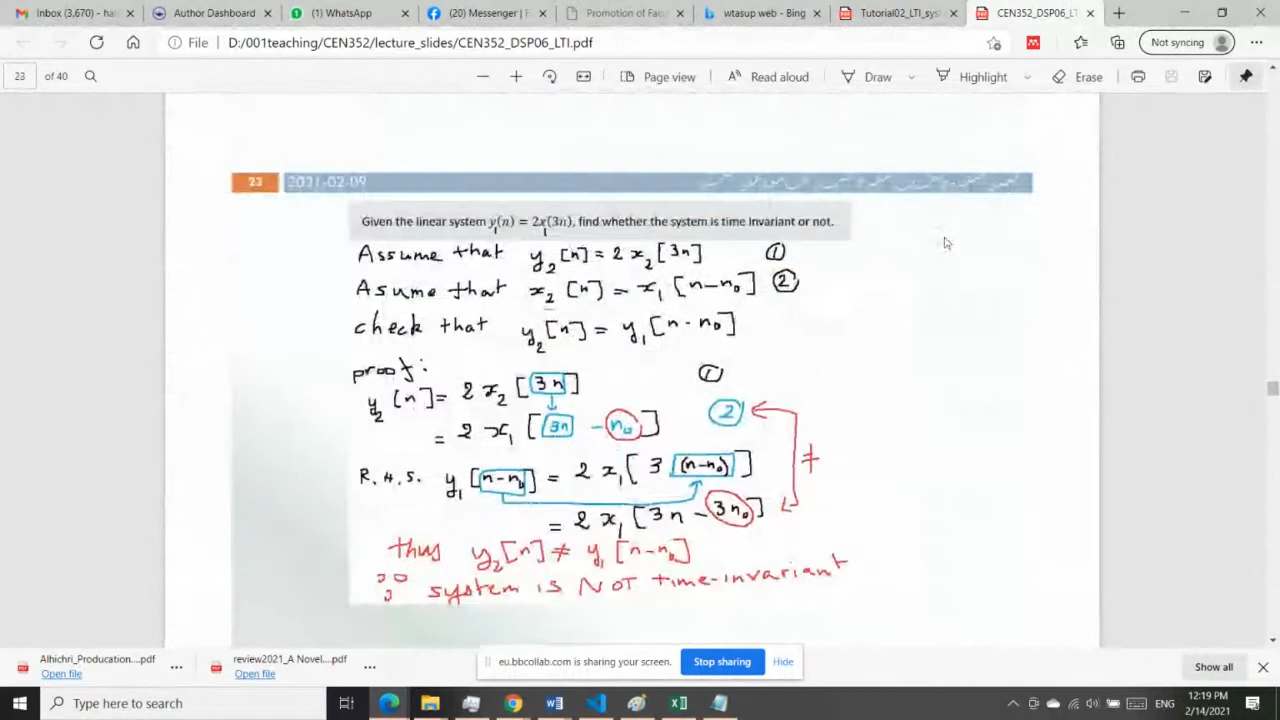 Inbox (3,670) - ha
Author Dashboard
(1) WhatsApp
(20) Messenger | F
Promotion of Facu
wtasup web - Bing
Tutorial02_LTI_sys
CEN352_DSP06_LT
File D:/001teaching/CEN352/lecture_slides/CEN352_DSP06_LTI.pdf Not syncing
23 of 40 Page view Read aloud Draw Highlight Erase
23 2021-02-09
Given the linear system y₁(n) = 2x₁(3n), find whether the system is time invariant or not.
Assume that y₂[n] = 2 x₂[3n] ①
Asume that x₂[n] = x₁[n-n₀] ②
check that y₂[n] = y₁[n-n₀]
proof:
y₂[n] = 2 x₂[3n] ①
= 2 x₁[3n - n₀] ②
R.H.S. y₁[n-n₀] = 2 x₁[3 (n-n₀)] ≠
= 2 x₁[3n - 3n₀]
thus y₂[n] ≠ y₁[n-n₀]
∴ system is NOT time-invariant
Alhichri_Producation....pdf
Open file
review2021_A Novel....pdf
Open file
eu.bbcollab.com is sharing your screen. Stop sharing Hide
Show all
Type here to search
ENG
12:19 PM
2/14/2021